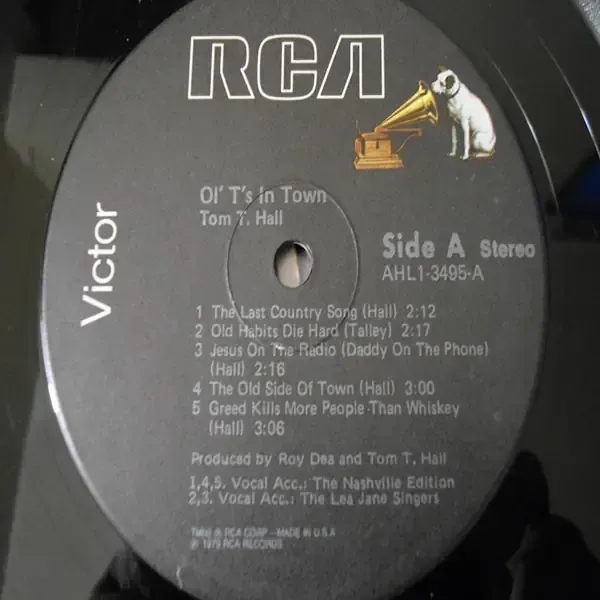 RCA
Victor
Ol' T's In Town
Tom T. Hall
Side A Stereo
AHL1-3495-A
1 The Last Country Song (Hall) 2:12
2 Old Habits Die Hard (Talley) 2:17
3 Jesus On The Radio (Daddy On The Phone)
(Hall) 2:16
4 The Old Side Of Town (Hall) 3:00
5 Greed Kills More People Than Whiskey
(Hall) 3:06
Produced by Roy Dea and Tom T. Hall
1,4,5. Vocal Acc.: The Nashville Edition
2,3. Vocal Acc.: The Lea Jane Singers
TMK(s) ® RCA CORP —MADE IN U.S.A
℗ 1979 RCA RECORDS